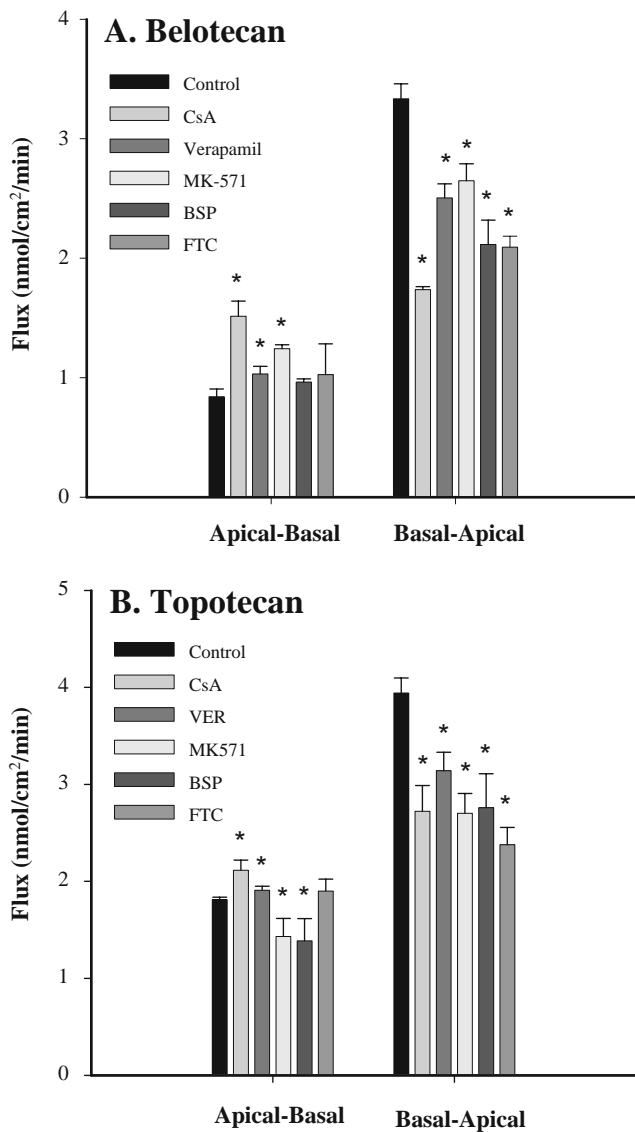 A. Belotecan
Control
CsA
Verapamil
MK-571
BSP
FTC
Flux (nmol/cm²/min)
4
3
2
1
0
* * * * * * * *
Apical-Basal
Basal-Apical
B. Topotecan
Control
CsA
VER
MK571
BSP
FTC
Flux (nmol/cm²/min)
5
4
3
2
1
0
* * * * * * * * *
Apical-Basal
Basal-Apical